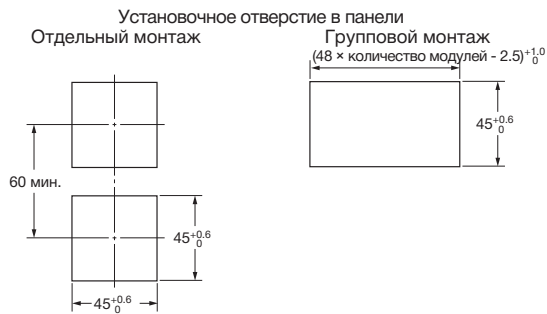 Установочное отверстие в панели
Отдельный монтаж
Групповой монтаж
(48 × количество модулей - 2.5)+1.0 0
45+0.6 0
60 мин.
45+0.6 0
45+0.6 0